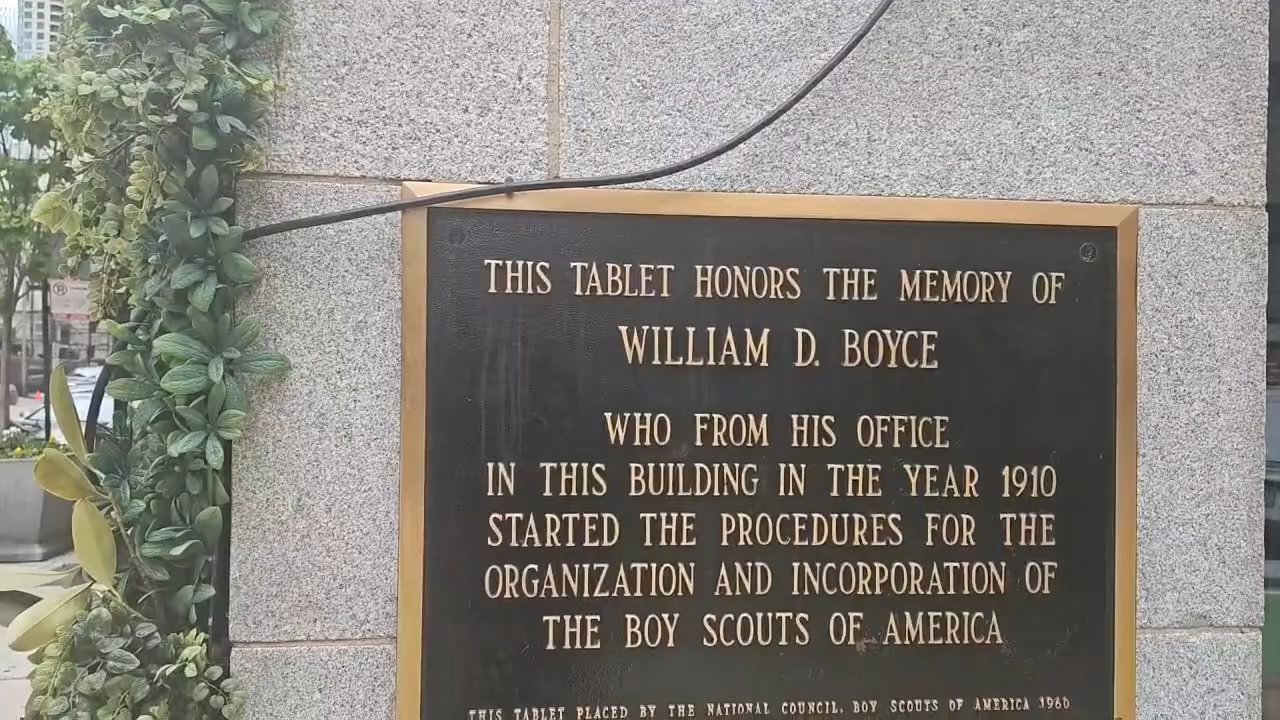 THIS TABLET HONORS THE MEMORY OF
WILLIAM D. BOYCE
WHO FROM HIS OFFICE
IN THIS BUILDING IN THE YEAR 1910
STARTED THE PROCEDURES FOR THE
ORGANIZATION AND INCORPORATION OF
THE BOY SCOUTS OF AMERICA
THIS TABLET PLACED BY THE NATIONAL COUNCIL, BOY SCOUTS OF AMERICA 1960